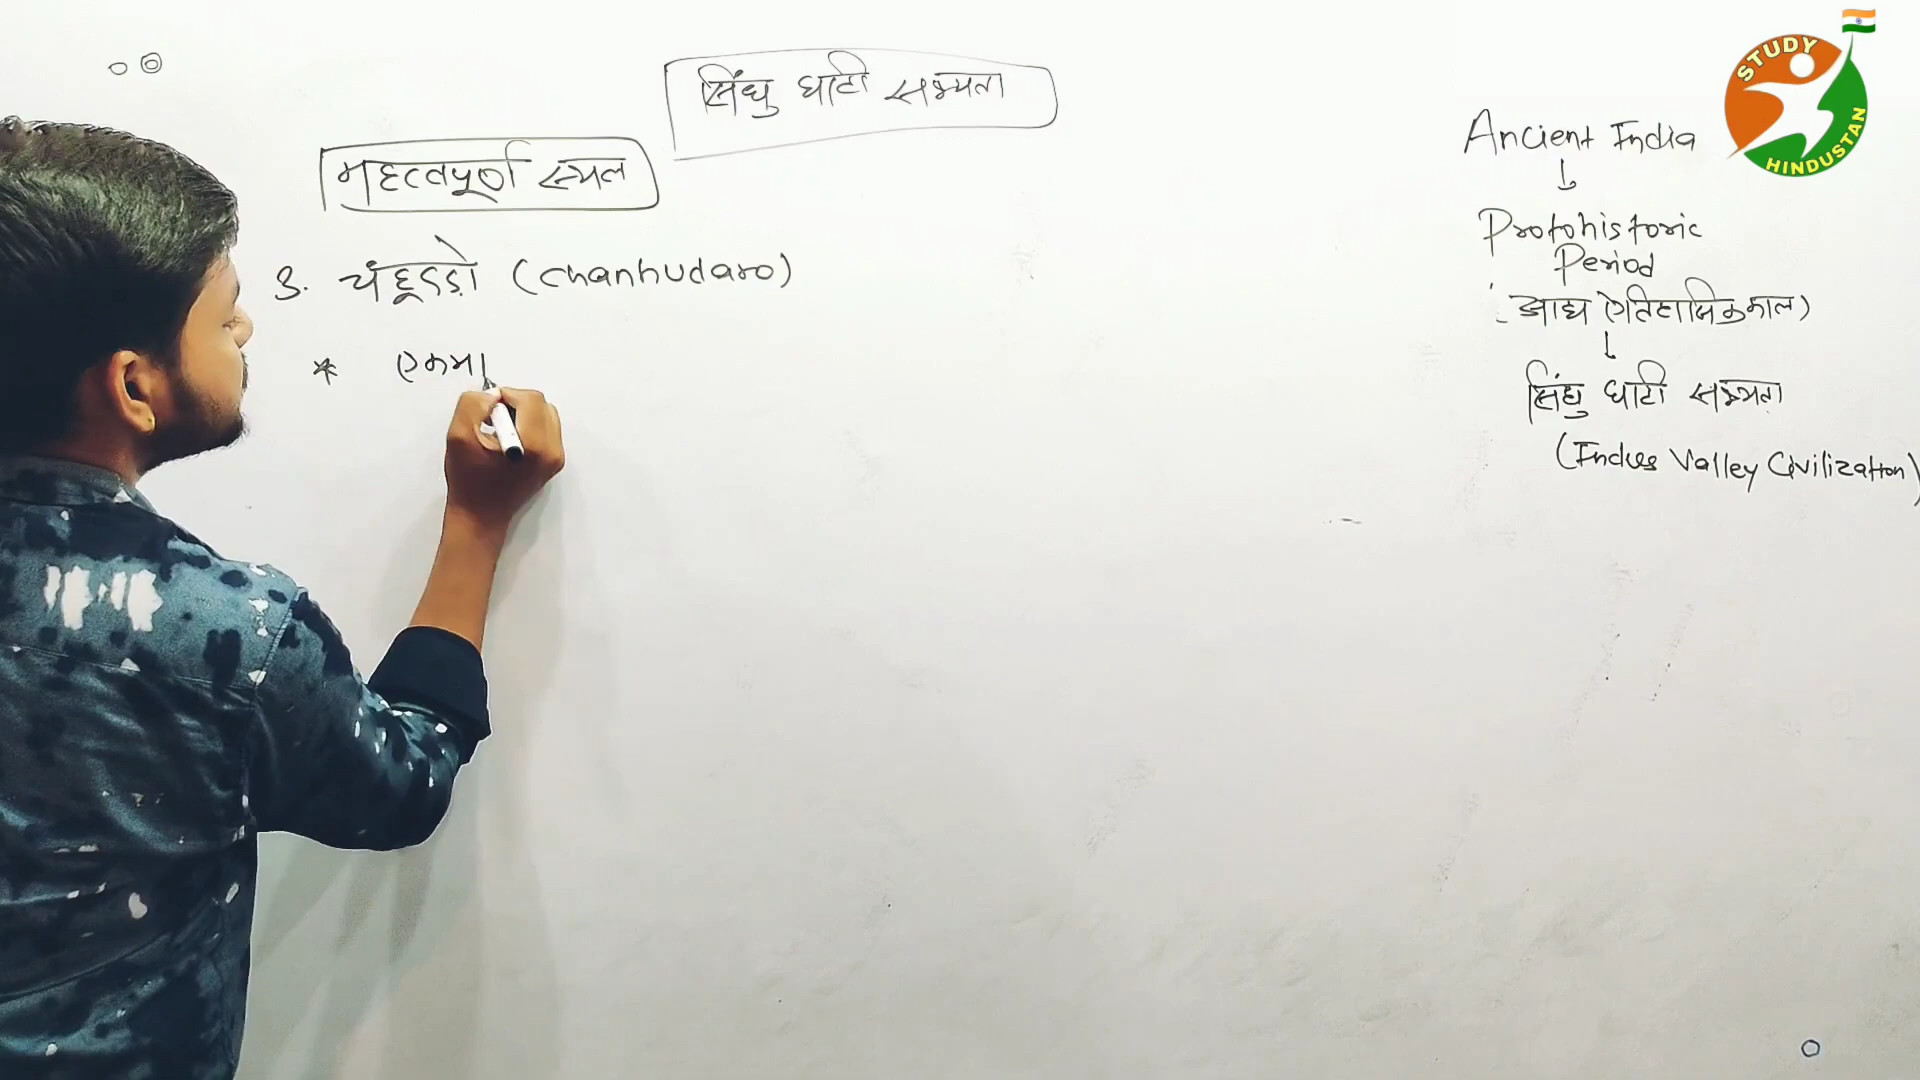 सिंधु घाटी सभ्यता
महत्वपूर्ण स्थल
3. चंहूदड़ो (Chanhudaro)
* एकमा
STUDY HINDUSTAN
Ancient India
Protohistoric
Period
आद्य ऐतिहासिक काल)
सिंधु घाटी सभ्यता
(Indus Valley Civilization)